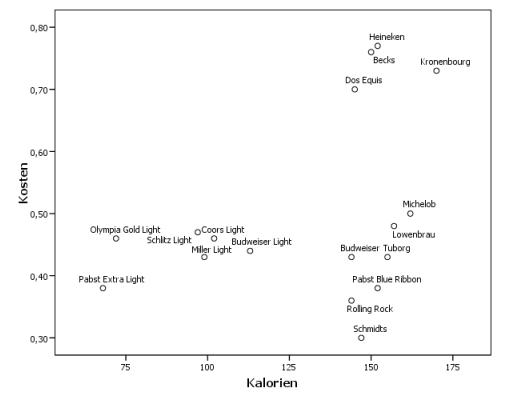 0,80
Heineken
Becks
Kronenbourg
Dos Equis
0,70
0,60
Kosten
0,50
Michelob
Olympia Gold Light
Coors Light
Lowenbrau
Schlitz Light
Budweiser Light
Miller Light
Budweiser
Tuborg
0,40
Pabst Extra Light
Pabst Blue Ribbon
Rolling Rock
Schmidts
0,30
75
100
125
150
175
Kalorien